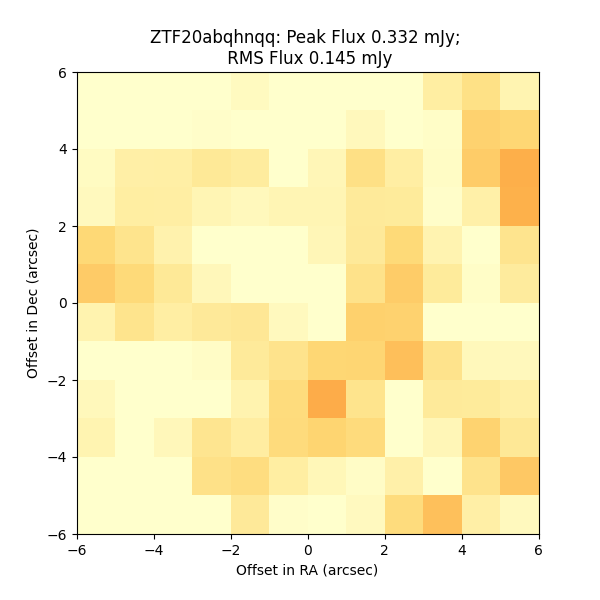 ZTF20abqhnqq: Peak Flux 0.332 mJy;
RMS Flux 0.145 mJy
6
4
2
0
−2
−4
−6
Offset in Dec (arcsec)
−6 −4 −2 0 2 4 6
Offset in RA (arcsec)